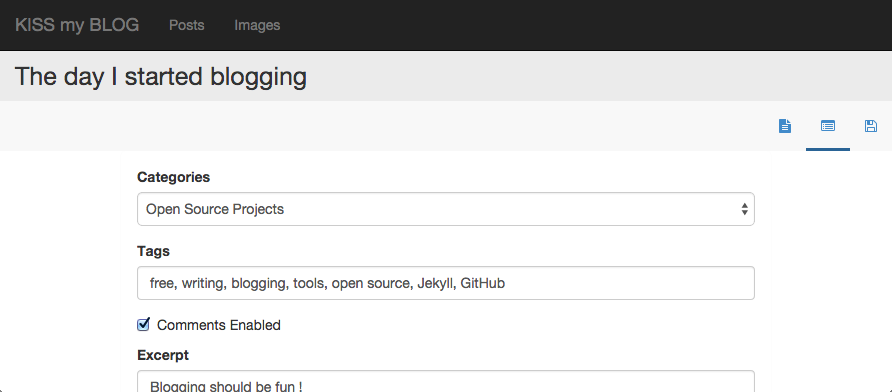 KISS my BLOG Posts Images
The day I started blogging
Categories
Open Source Projects
Tags
free, writing, blogging, tools, open source, Jekyll, GitHub
Comments Enabled
Excerpt
Blogging should be fun !